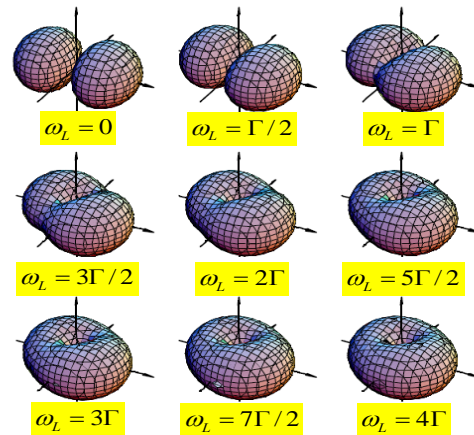 ω_L = 0
ω_L = Γ / 2
ω_L = Γ
ω_L = 3Γ / 2
ω_L = 2Γ
ω_L = 5Γ / 2
ω_L = 3Γ
ω_L = 7Γ / 2
ω_L = 4Γ